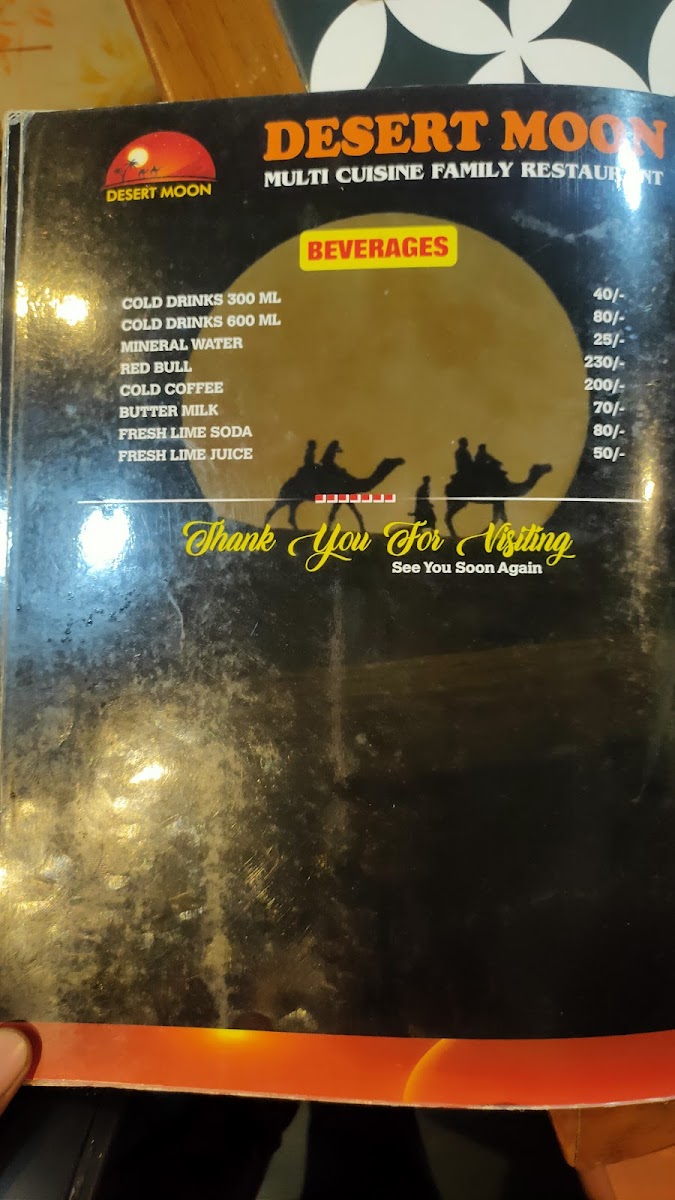 DESERT MOON
DESERT MOON
MULTI CUISINE FAMILY RESTAURANT
BEVERAGES
COLD DRINKS 300 ML 40/-
COLD DRINKS 600 ML 80/-
MINERAL WATER 25/-
RED BULL 230/-
COLD COFFEE 200/-
BUTTER MILK 70/-
FRESH LIME SODA 80/-
FRESH LIME JUICE 50/-
Thank You For Visiting
See You Soon Again